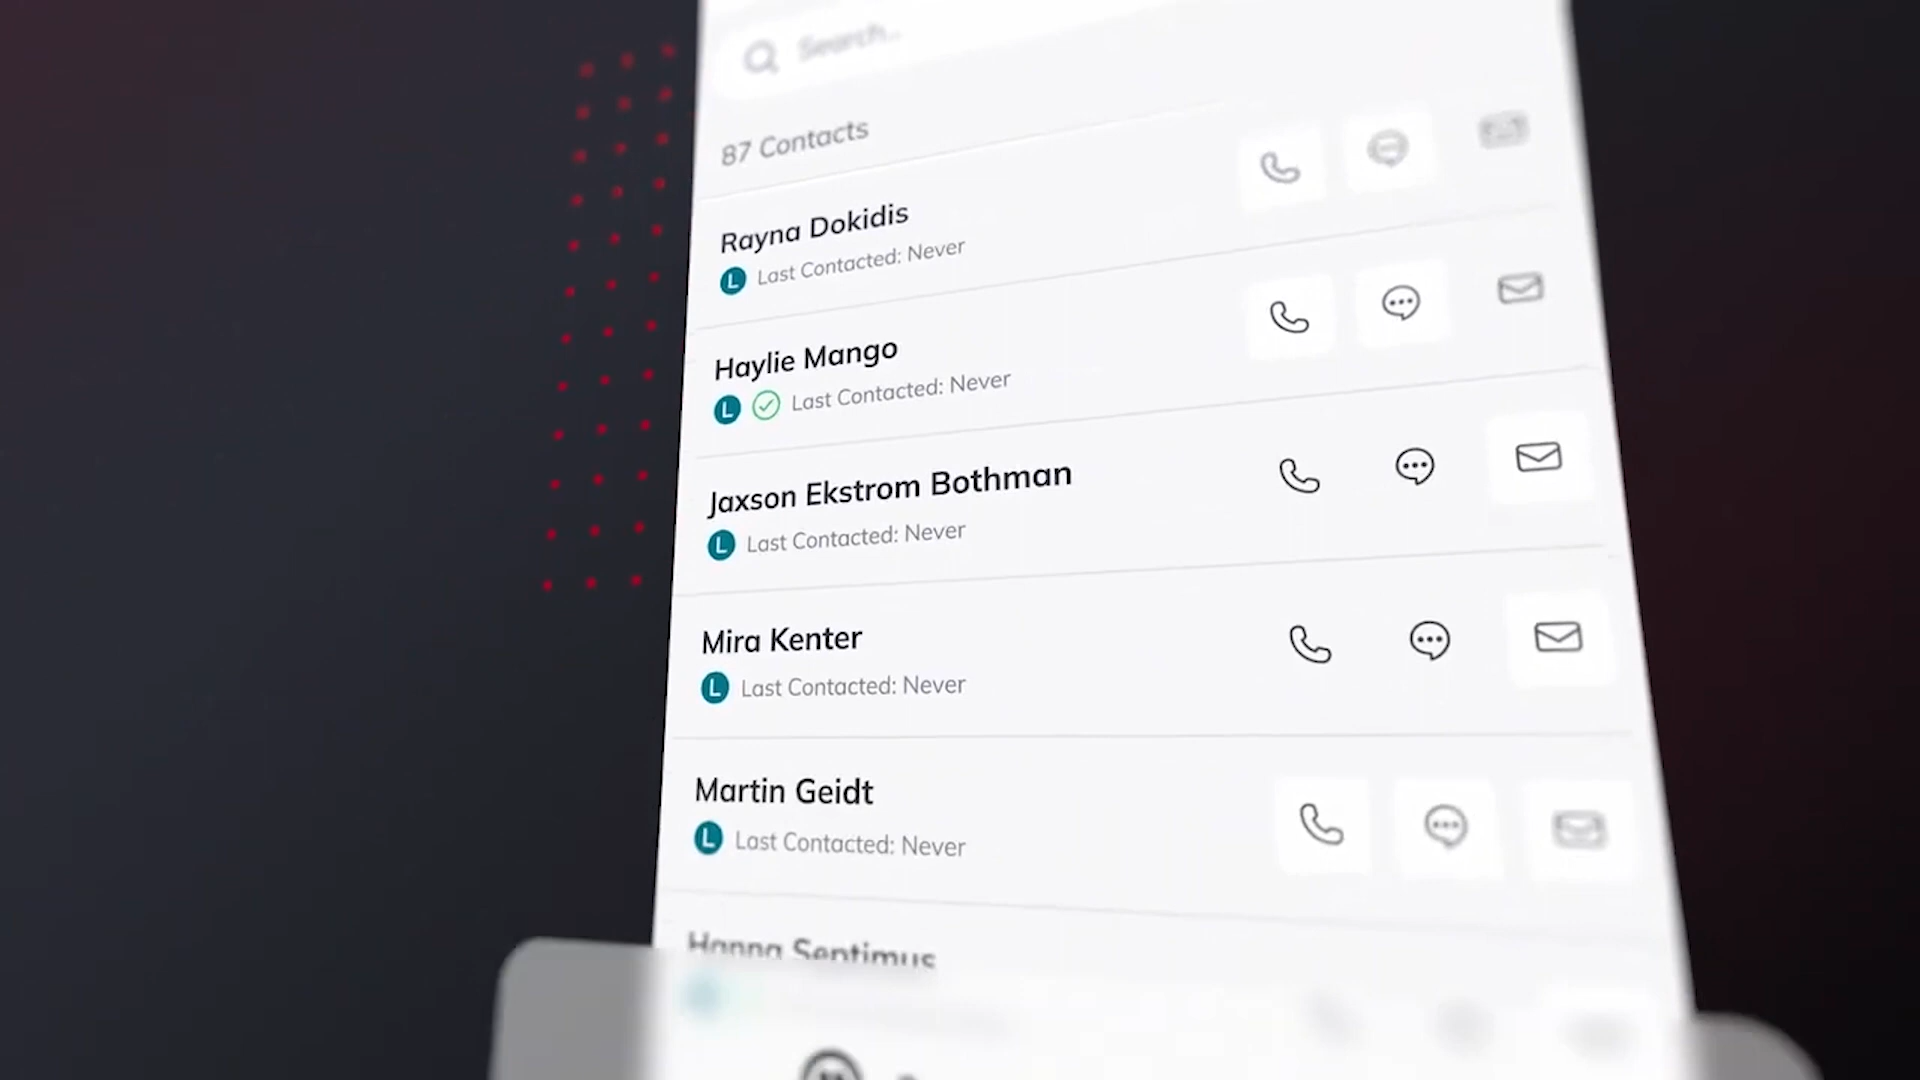 Search..
87 Contacts
Rayna Dokidis
L Last Contacted: Never
Haylie Mango
L Last Contacted: Never
Jaxson Ekstrom Bothman
L Last Contacted: Never
Mira Kenter
L Last Contacted: Never
Martin Geidt
L Last Contacted: Never
Hanna Septimus